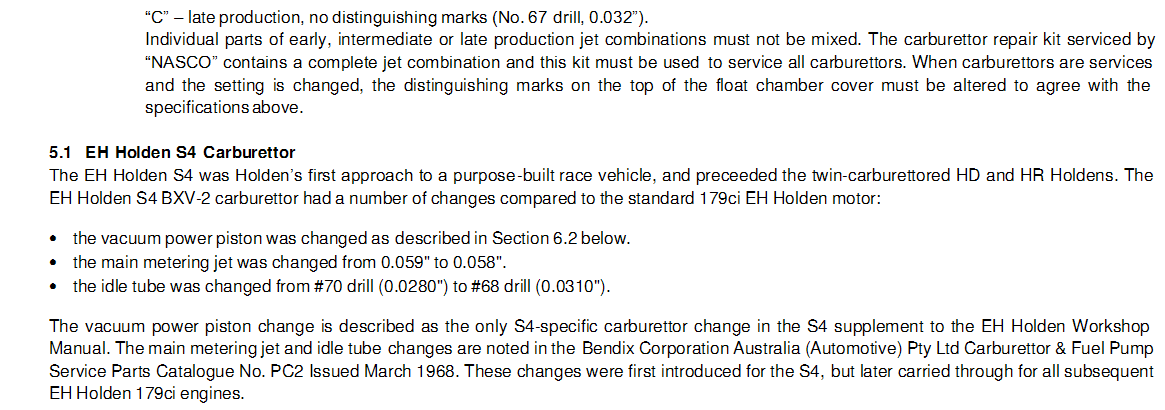 “C” – late production, no distinguishing marks (No. 67 drill, 0.032”).
Individual parts of early, intermediate or late production jet combinations must not be mixed. The carburettor repair kit serviced by
“NASCO” contains a complete jet combination and this kit must be used to service all carburettors. When carburettors are services
and the setting is changed, the distinguishing marks on the top of the float chamber cover must be altered to agree with the
specifications above.
5.1 EH Holden S4 Carburettor
The EH Holden S4 was Holden’s first approach to a purpose-built race vehicle, and preceeded the twin-carburettored HD and HR Holdens. The
EH Holden S4 BXV-2 carburettor had a number of changes compared to the standard 179ci EH Holden motor:
• the vacuum power piston was changed as described in Section 6.2 below.
• the main metering jet was changed from 0.059" to 0.058".
• the idle tube was changed from #70 drill (0.0280") to #68 drill (0.0310").
The vacuum power piston change is described as the only S4-specific carburettor change in the S4 supplement to the EH Holden Workshop
Manual. The main metering jet and idle tube changes are noted in the Bendix Corporation Australia (Automotive) Pty Ltd Carburettor & Fuel Pump
Service Parts Catalogue No. PC2 Issued March 1968. These changes were first introduced for the S4, but later carried through for all subsequent
EH Holden 179ci engines.